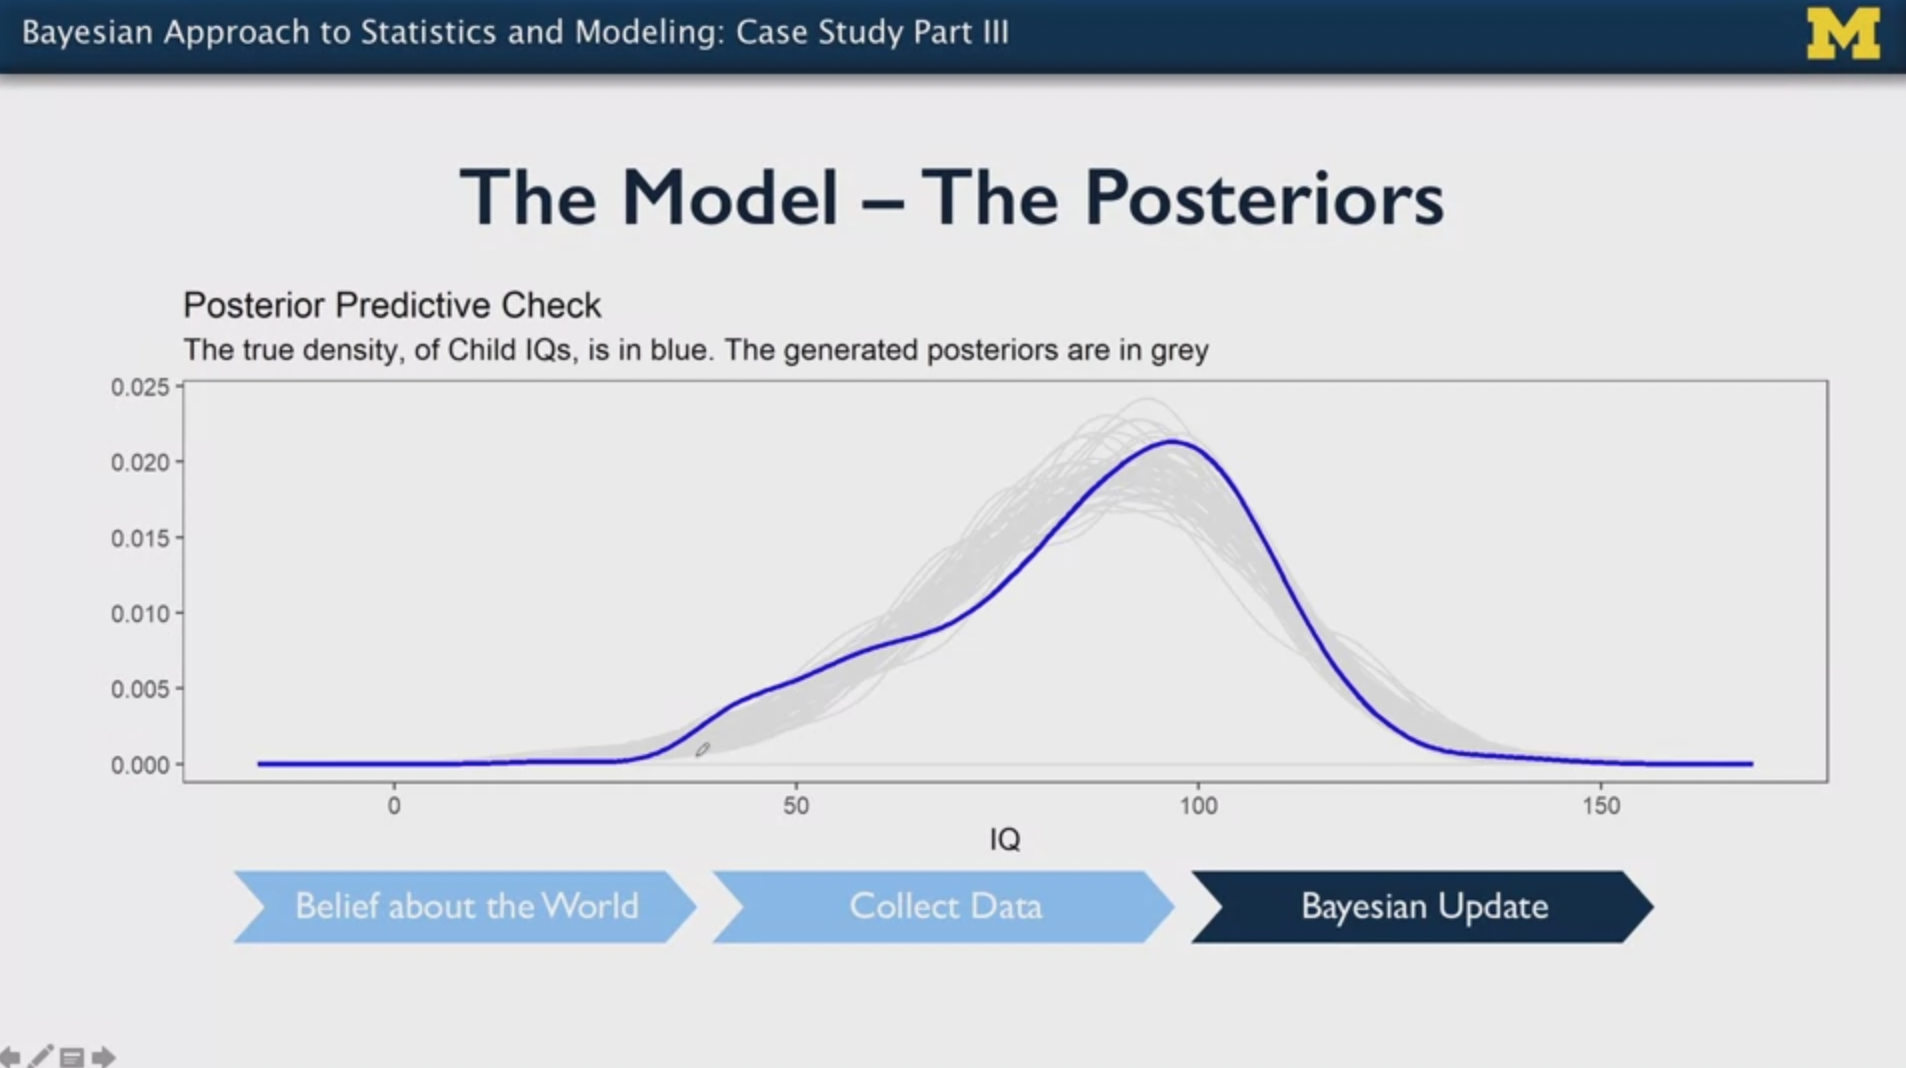 Bayesian Approach to Statistics and Modeling: Case Study Part III
M
The Model – The Posteriors
Posterior Predictive Check
The true density, of Child IQs, is in blue. The generated posteriors are in grey
0.025
0.020
0.015
0.010
0.005
0.000
0 50 100 150
IQ
Belief about the World Collect Data Bayesian Update